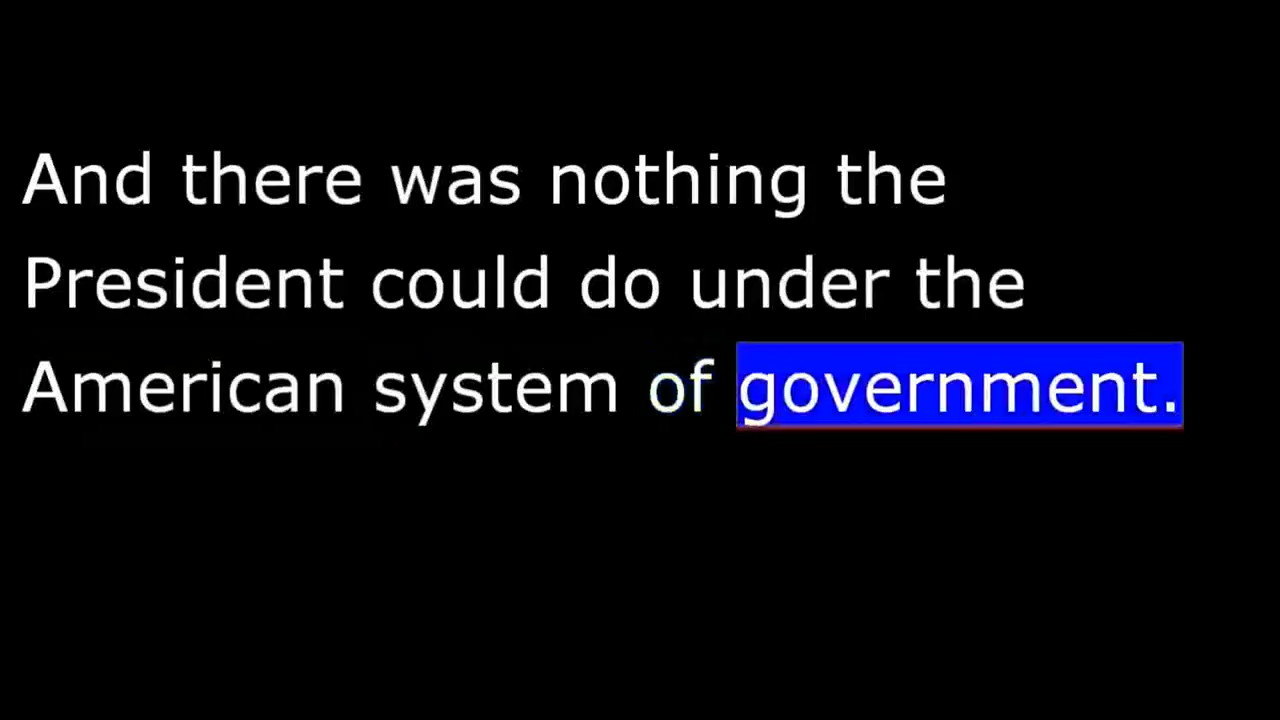 And there was nothing the
President could do under the
American system of government.